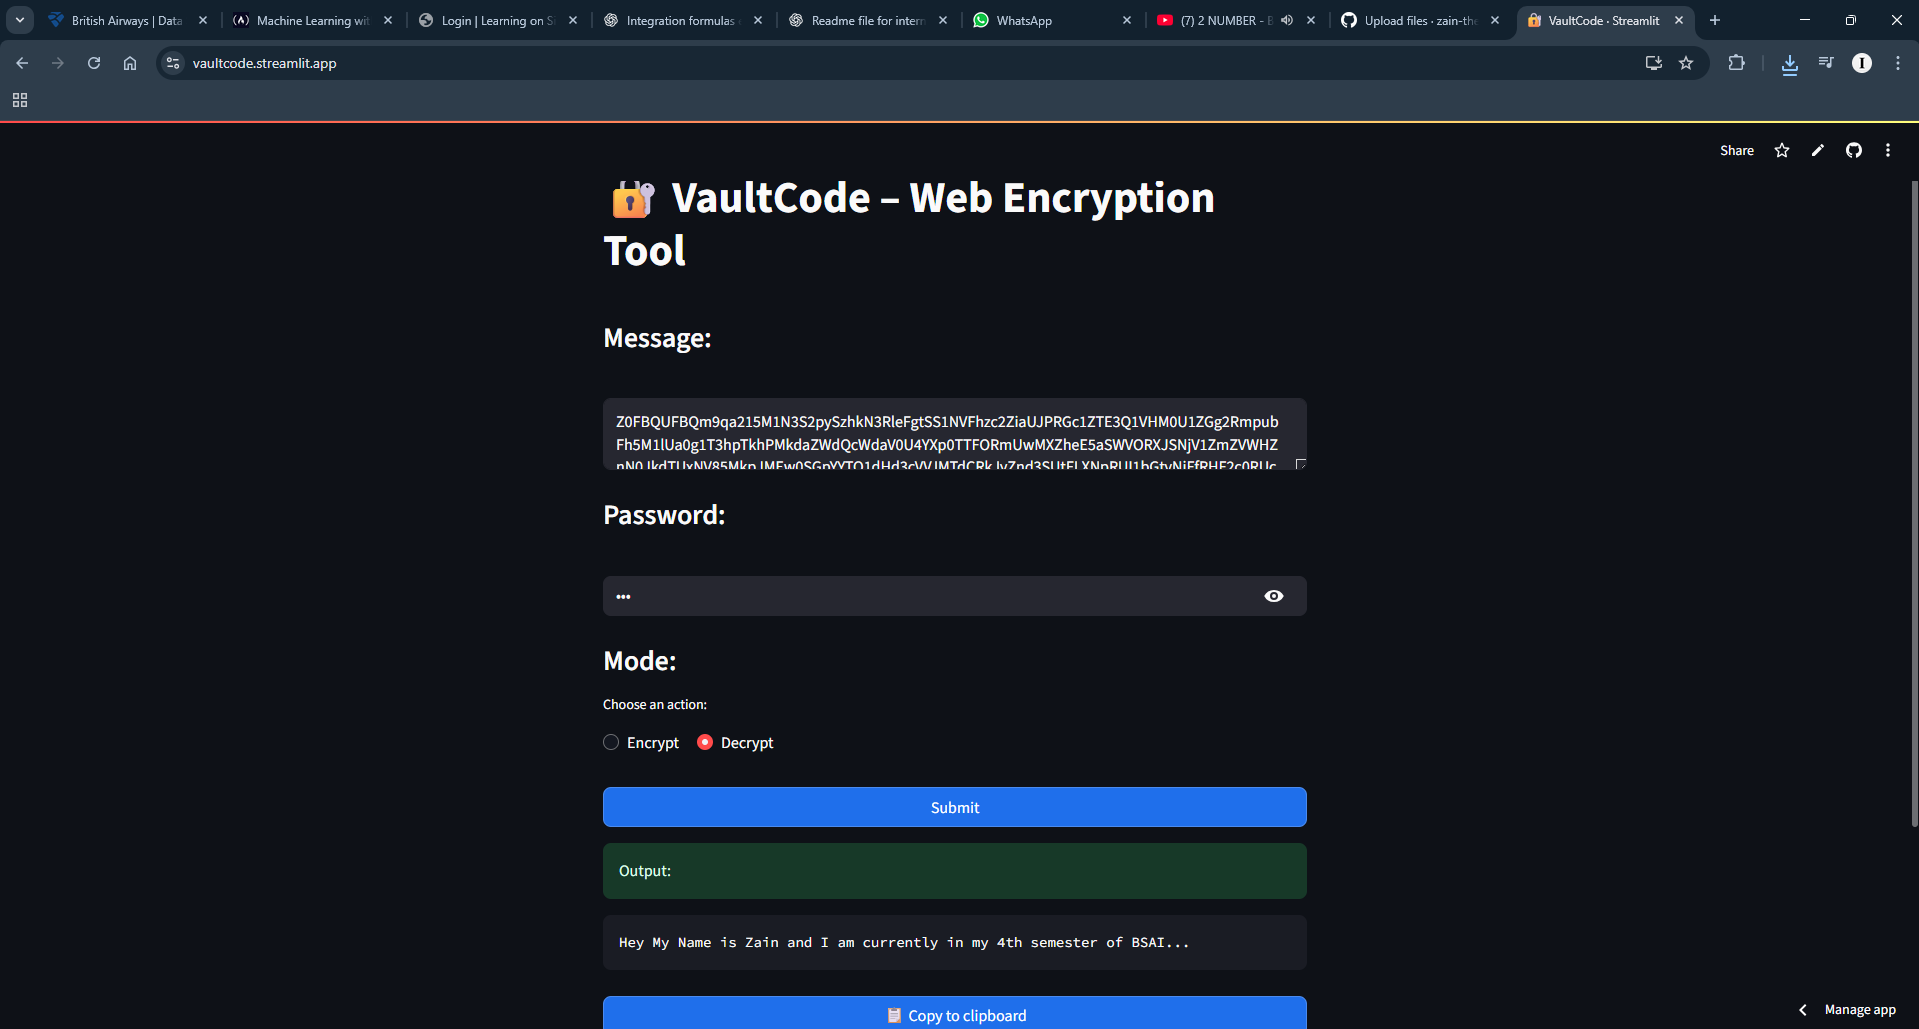 British Airways | Data
Machine Learning wit
Login | Learning on S
Integration formulas
Readme file for intern
WhatsApp
(7) 2 NUMBER - B
Upload files · zain-the
VaultCode · Streamlit
vaultcode.streamlit.app
I
Share
VaultCode – Web Encryption
Tool
Message:
Z0FBQUFBQm9qa215M1N3S2pySzhkN3RleFgtSS1NVFhzc2ZiaUJPRGc1ZTE3Q1VHM0U1ZGg2Rmpub
Fh5M1lUa0g1T3hpTkhPMkdaZWdQcWdaV0U4YXp0TTFORmUwMXZheE5aSWVORXJSNjV1ZmZVWHZ
Password:
•••
Mode:
Choose an action:
Encrypt Decrypt
Submit
Output:
Hey My Name is Zain and I am currently in my 4th semester of BSAI...
Copy to clipboard
Manage app